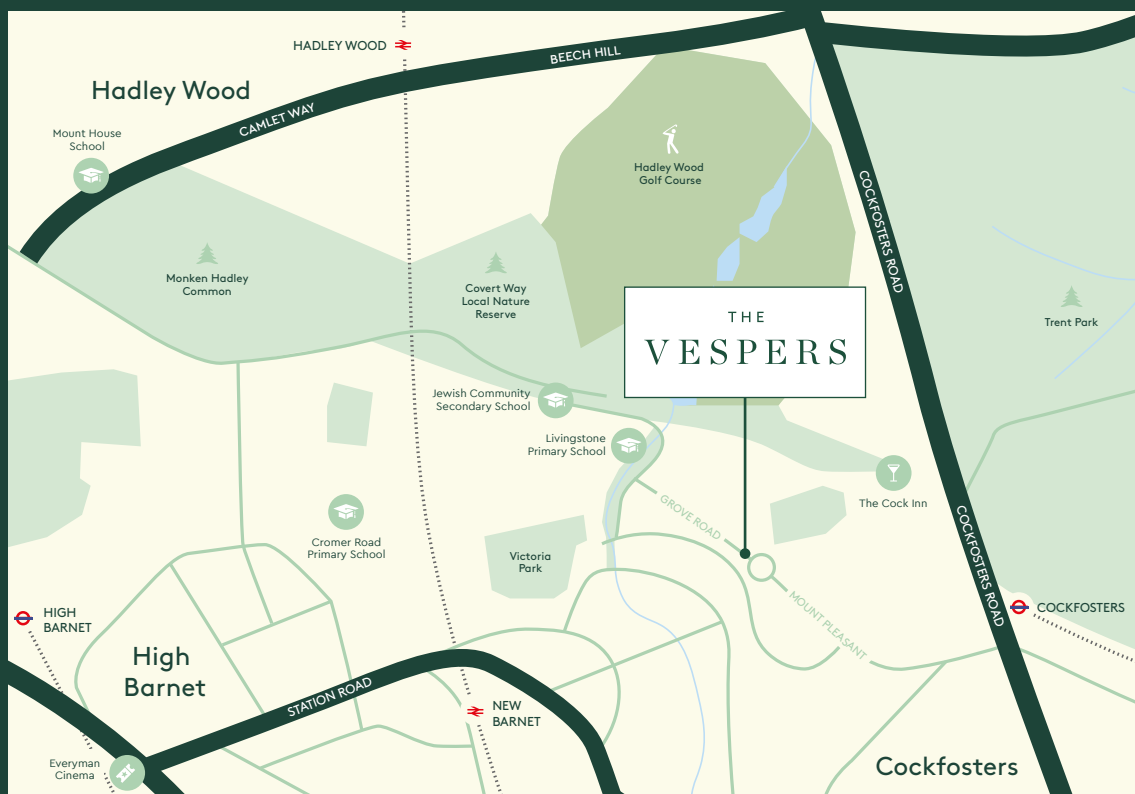 HADLEY WOOD
BEECH HILL
Hadley Wood
CAMLET WAY
Mount House
School
Hadley Wood
Golf Course
COCKFOSTERS ROAD
Monken Hadley
Common
Covert Way
Local Nature
Reserve
Trent Park
THE
VESPERS
Jewish Community
Secondary School
Livingstone
Primary School
The Cock Inn
GROVE ROAD
Cromer Road
Primary School
Victoria
Park
COCKFOSTERS ROAD
HIGH
BARNET
MOUNT PLEASANT
COCKFOSTERS
High
Barnet
STATION ROAD
NEW
BARNET
Everyman
Cinema
Cockfosters